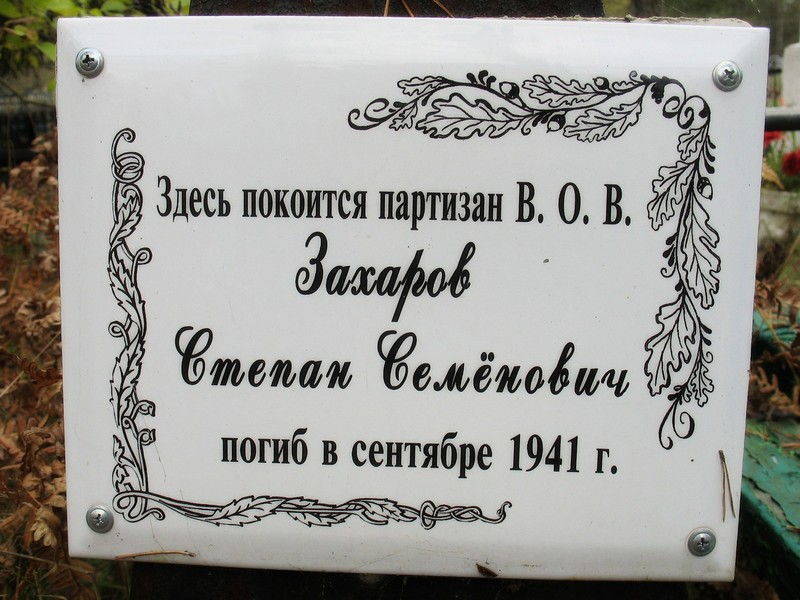 Здесь покоится партизан В. О. В.
Захаров
Степан Семёнович
погиб в сентябре 1941 г.